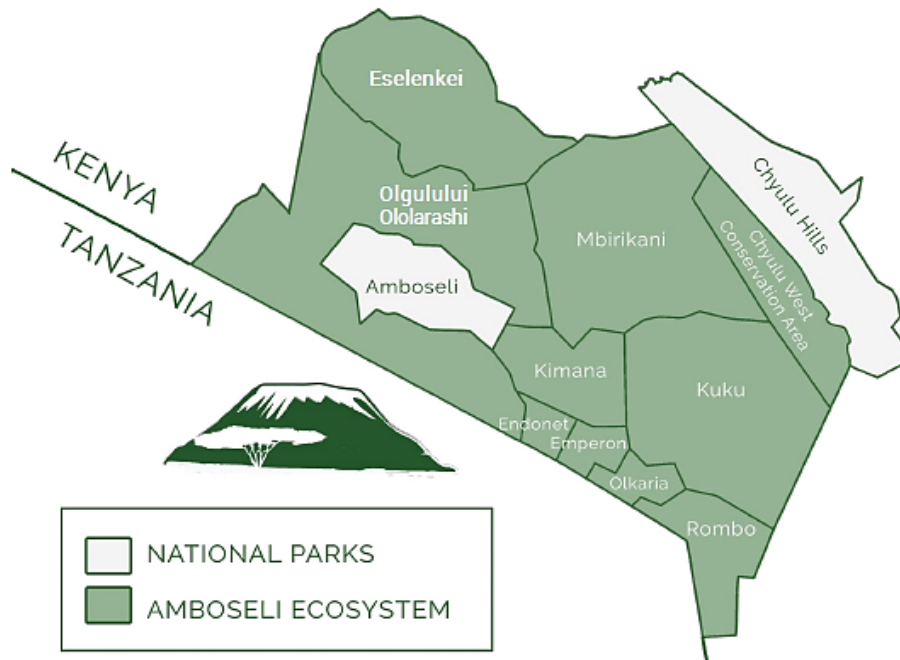 Eselenkei
KENYA
TANZANIA
Olgululului
Ololarashi
Amboseli
Mbirikani
Chyulu Hills
Chyulu West
Conservation Area
Kimana
Kuku
Endonet
Emperon
Olkaria
Rombo
NATIONAL PARKS
AMBOSELI ECOSYSTEM